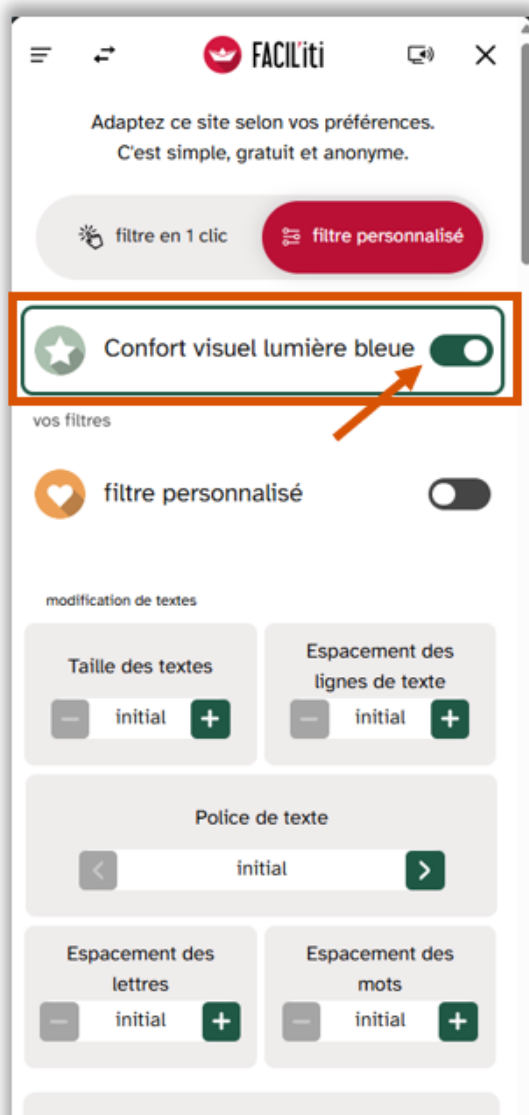 FACIL'iti
Adaptez ce site selon vos préférences.
C'est simple, gratuit et anonyme.
filtre en 1 clic
filtre personnalisé
Confort visuel lumière bleue
vos filtres
filtre personnalisé
modification de textes
Taille des textes
initial
Espacement des
lignes de texte
initial
Police de texte
initial
Espacement des
lettres
initial
Espacement des
mots
initial